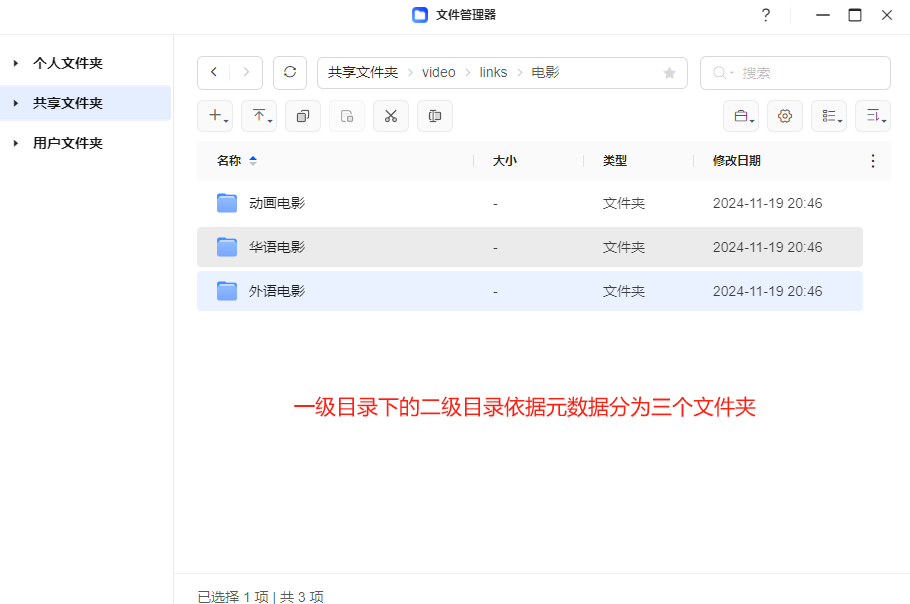 文件管理器
?
个人文件夹
共享文件夹
用户文件夹
共享文件夹 > video > links > 电影
搜索
名称 大小 类型 修改日期
动画电影 - 文件夹 2024-11-19 20:46
华语电影 - 文件夹 2024-11-19 20:46
外语电影 - 文件夹 2024-11-19 20:46
一级目录下的二级目录依据元数据分为三个文件夹
已选择 1 项 | 共 3 项